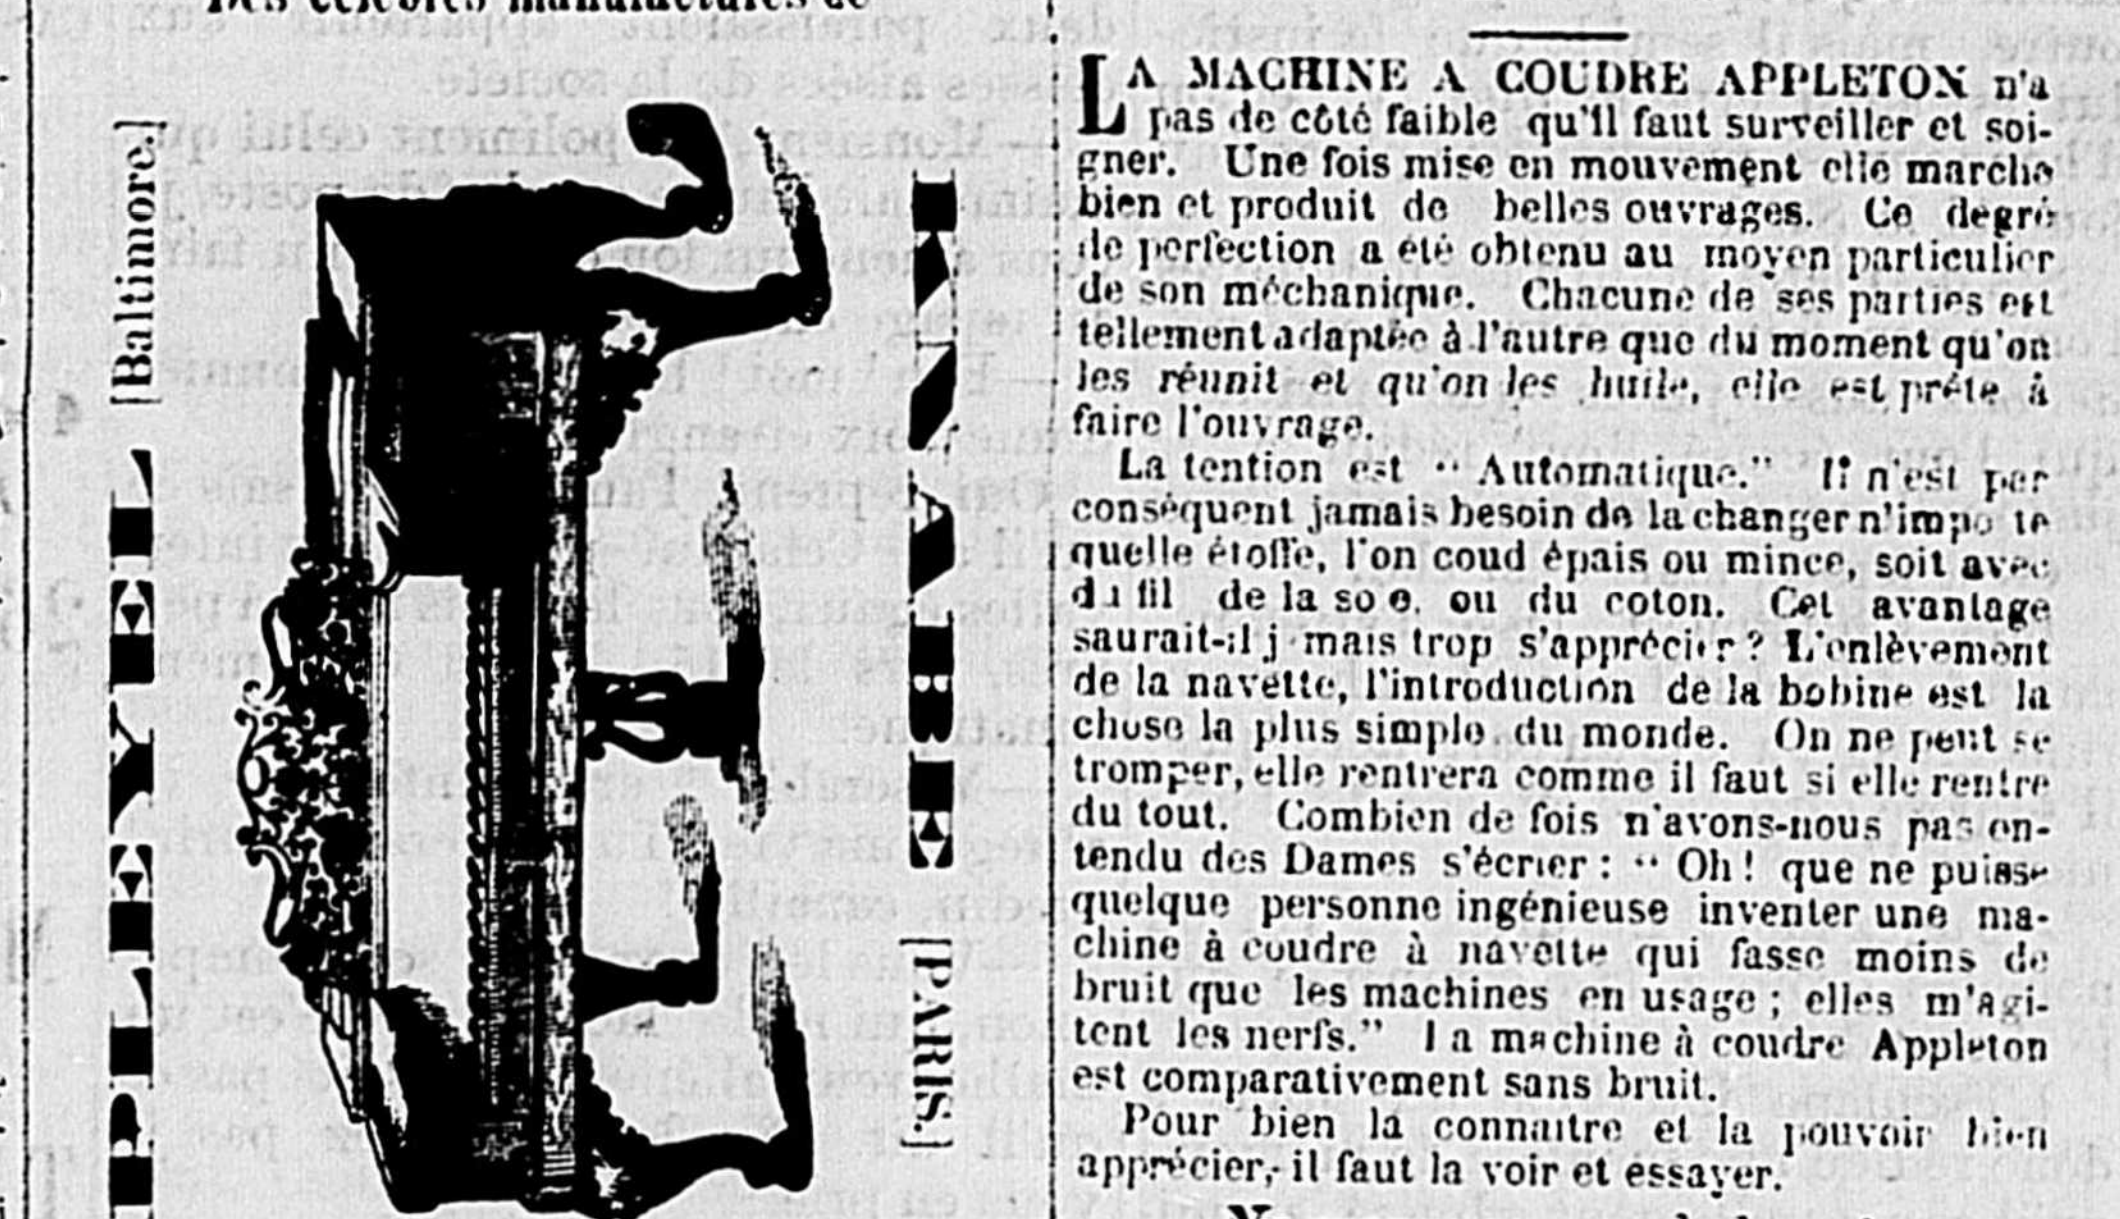 Des célèbres manufactures de
KNABE
[Baltimore.]
PLEYEL
[PARIS.]
LA MACHINE A COUDRE APPLETON n'a
pas de côté faible qu'il faut surveiller et soi-
gner. Une fois mise en mouvement elle marche
bien et produit de belles ouvrages. Ce degré
de perfection a été obtenu au moyen particulier
de son méchanique. Chacune de ses parties est
tellement adaptée à l'autre que du moment qu'on
les réunit et qu'on les huile, elle est prête à
faire l'ouvrage.
La tention est "Automatique." Il n'est par
conséquent jamais besoin de la changer n'impo te
quelle étoffe, l'on coud épais ou mince, soit avec
du fil de la so e. ou du coton. Cet avantage
saurait-il j mais trop s'apprécier? L'enlèvement
de la navette, l'introduction de la bobine est la
chose la plus simple du monde. On ne peut se
tromper, elle rentrera comme il faut si elle rentre
du tout. Combien de fois n'avons-nous pas en-
tendu des Dames s'écrier: "Oh! que ne puisse
quelque personne ingénieuse inventer une ma-
chine à coudre à navette qui fasse moins de
bruit que les machines en usage; elles m'agi-
tent les nerfs." La machine à coudre Appleton
est comparativement sans bruit.
Pour bien la connaitre et la pouvoir bien
apprécier, il faut la voir et essayer.